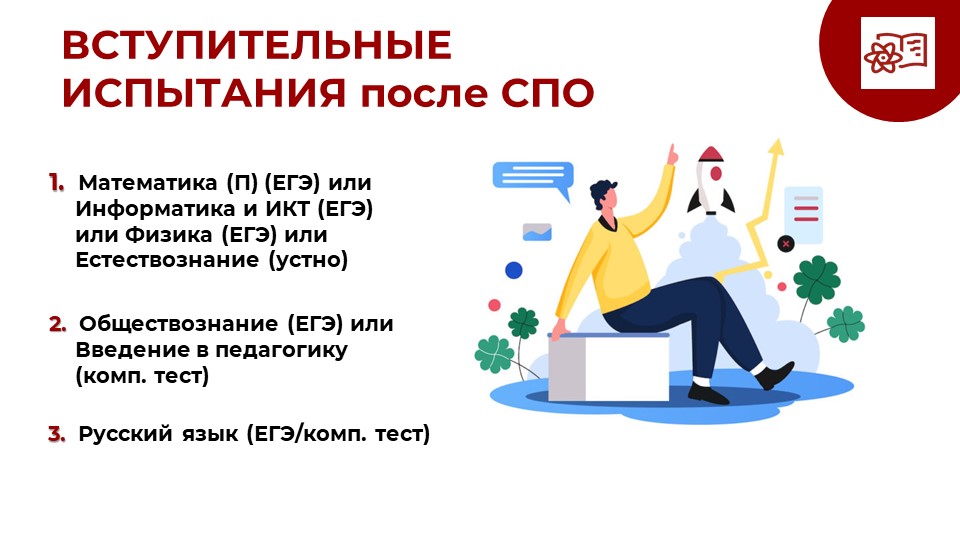 ВСТУПИТЕЛЬНЫЕ
ИСПЫТАНИЯ после СПО
1. Математика (П) (ЕГЭ) или
Информатика и ИКТ (ЕГЭ)
или Физика (ЕГЭ) или
Естествознание (устно)
2. Обществознание (ЕГЭ) или
Введение в педагогику
(комп. тест)
3. Русский язык (ЕГЭ/комп. тест)